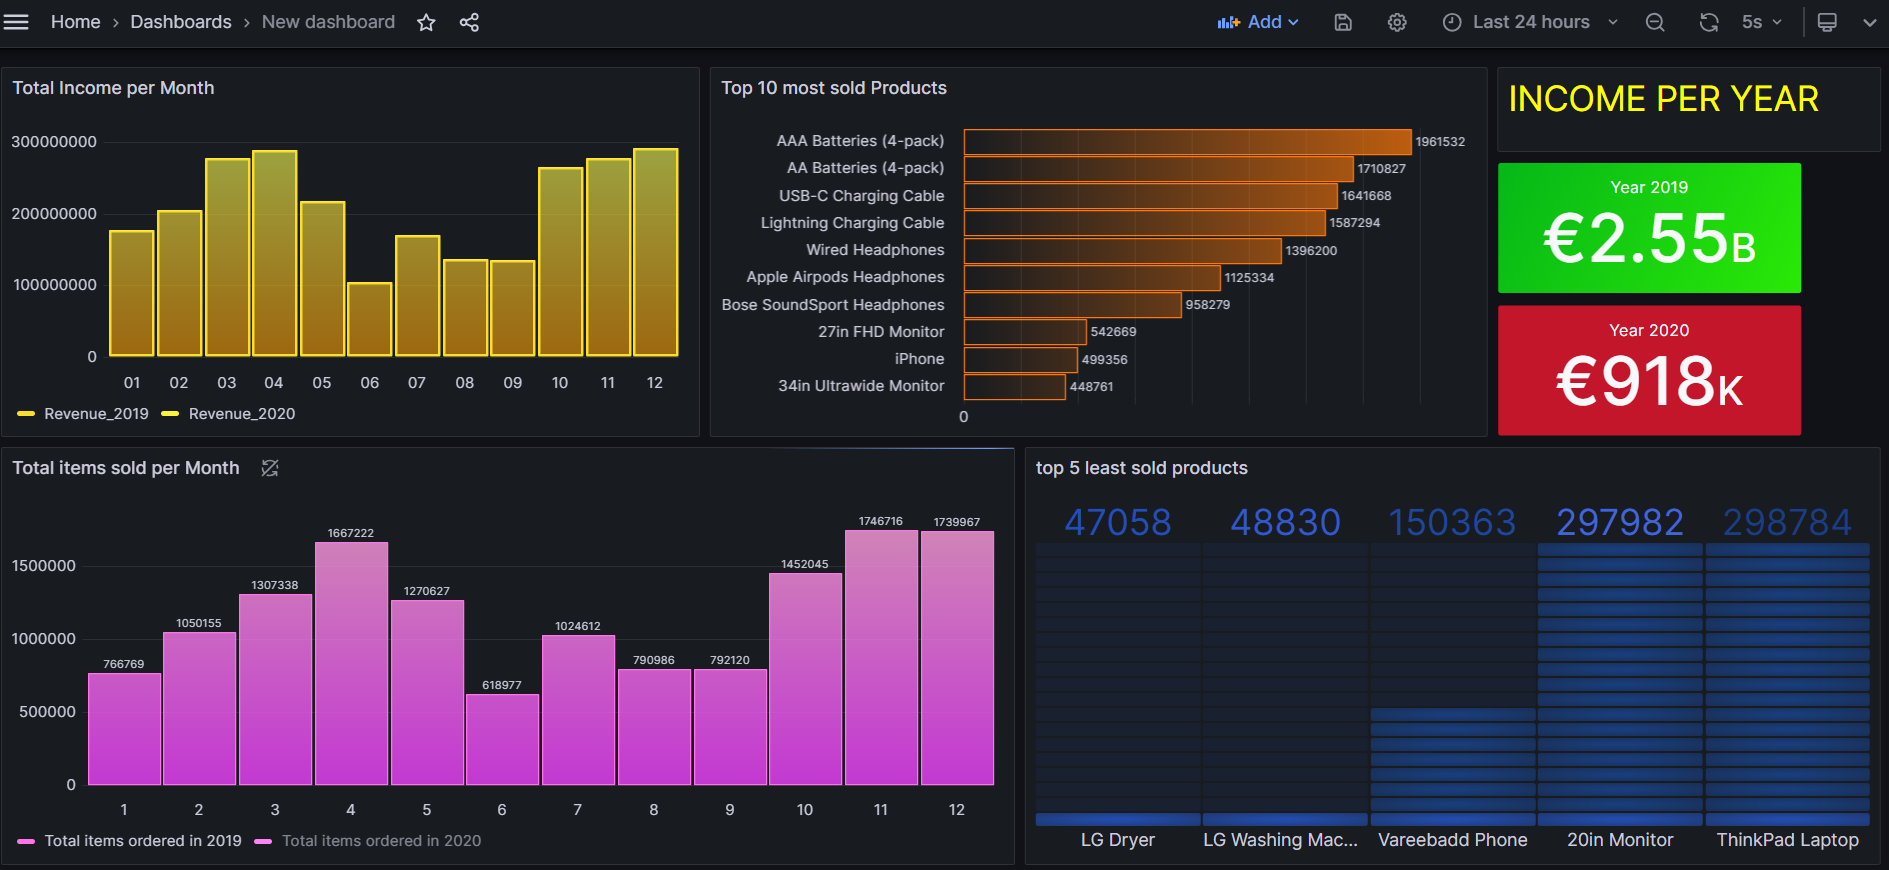 Home › Dashboards › New dashboard
Add
Last 24 hours
5s
Total Income per Month
300000000
200000000
100000000
0
01 02 03 04 05 06 07 08 09 10 11 12
Revenue_2019 Revenue_2020
Top 10 most sold Products
AAA Batteries (4-pack) 1961532
AA Batteries (4-pack) 1710827
USB-C Charging Cable 1641668
Lightning Charging Cable 1587294
Wired Headphones 1396200
Apple Airpods Headphones 1125334
Bose SoundSport Headphones 958279
27in FHD Monitor 542669
iPhone 499356
34in Ultrawide Monitor 448761
0
INCOME PER YEAR
Year 2019
€2.55B
Year 2020
€918K
Total items sold per Month
1500000
1000000
500000
0
766769 1050155 1307338 1667222 1270627 618977 1024612 790986 792120 1452045 1746716 1739967
1 2 3 4 5 6 7 8 9 10 11 12
Total items ordered in 2019 Total items ordered in 2020
top 5 least sold products
47058 48830 150363 297982 298784
LG Dryer LG Washing Mac... Vareebadd Phone 20in Monitor ThinkPad Laptop